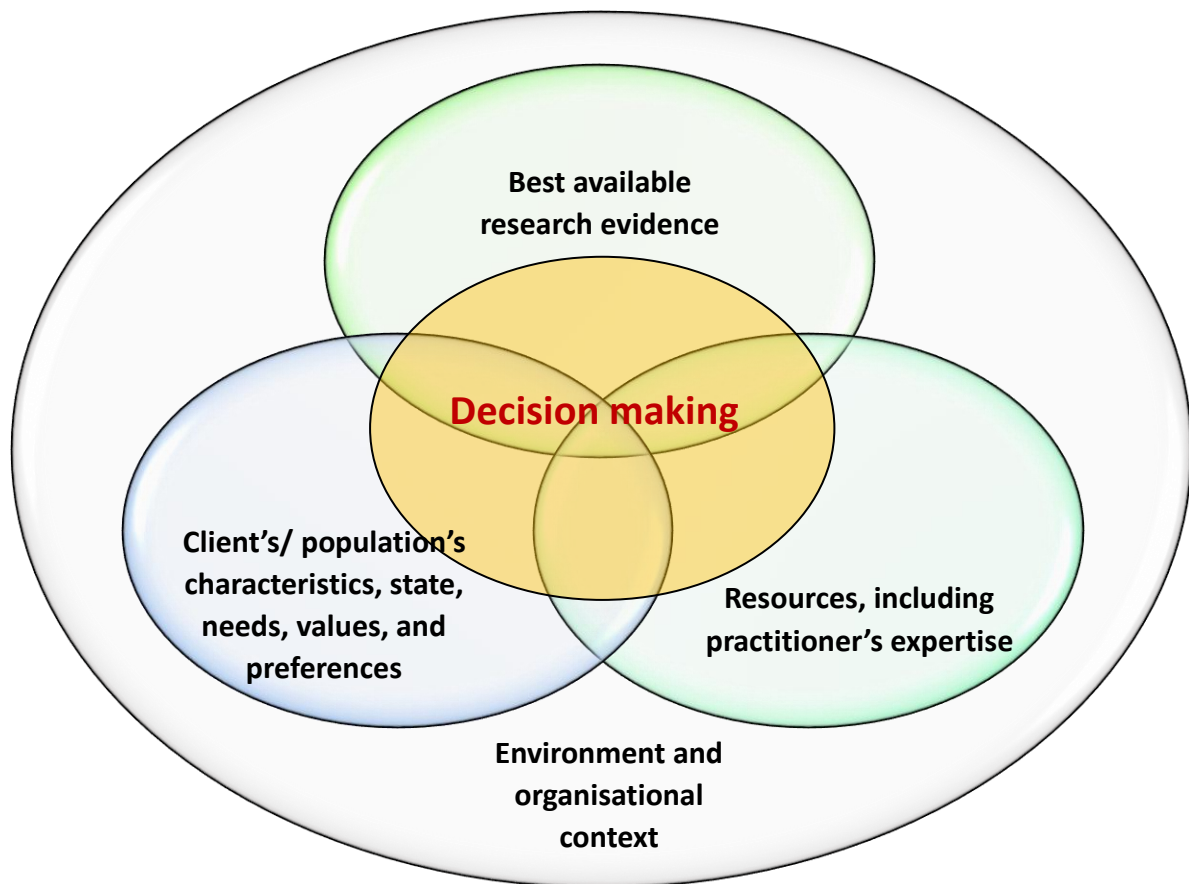 Best available
research evidence
Decision making
Client’s/ population’s
characteristics, state,
needs, values, and
preferences
Resources, including
practitioner’s expertise
Environment and
organisational
context